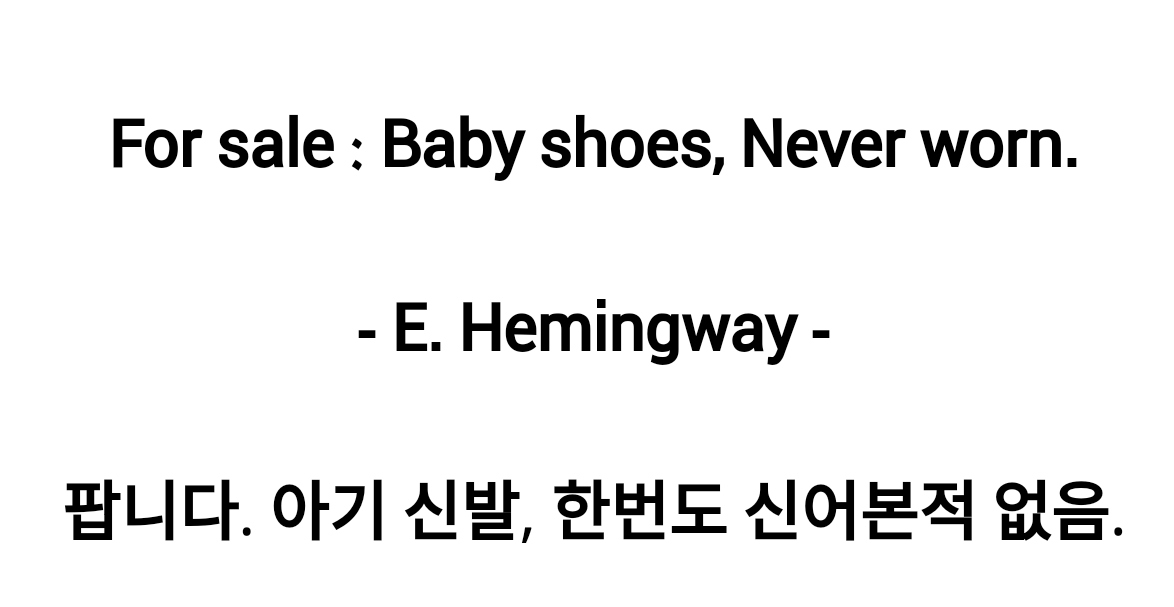 For sale : Baby shoes, Never worn.
- E. Hemingway -
팝니다. 아기 신발, 한번도 신어본적 없음.